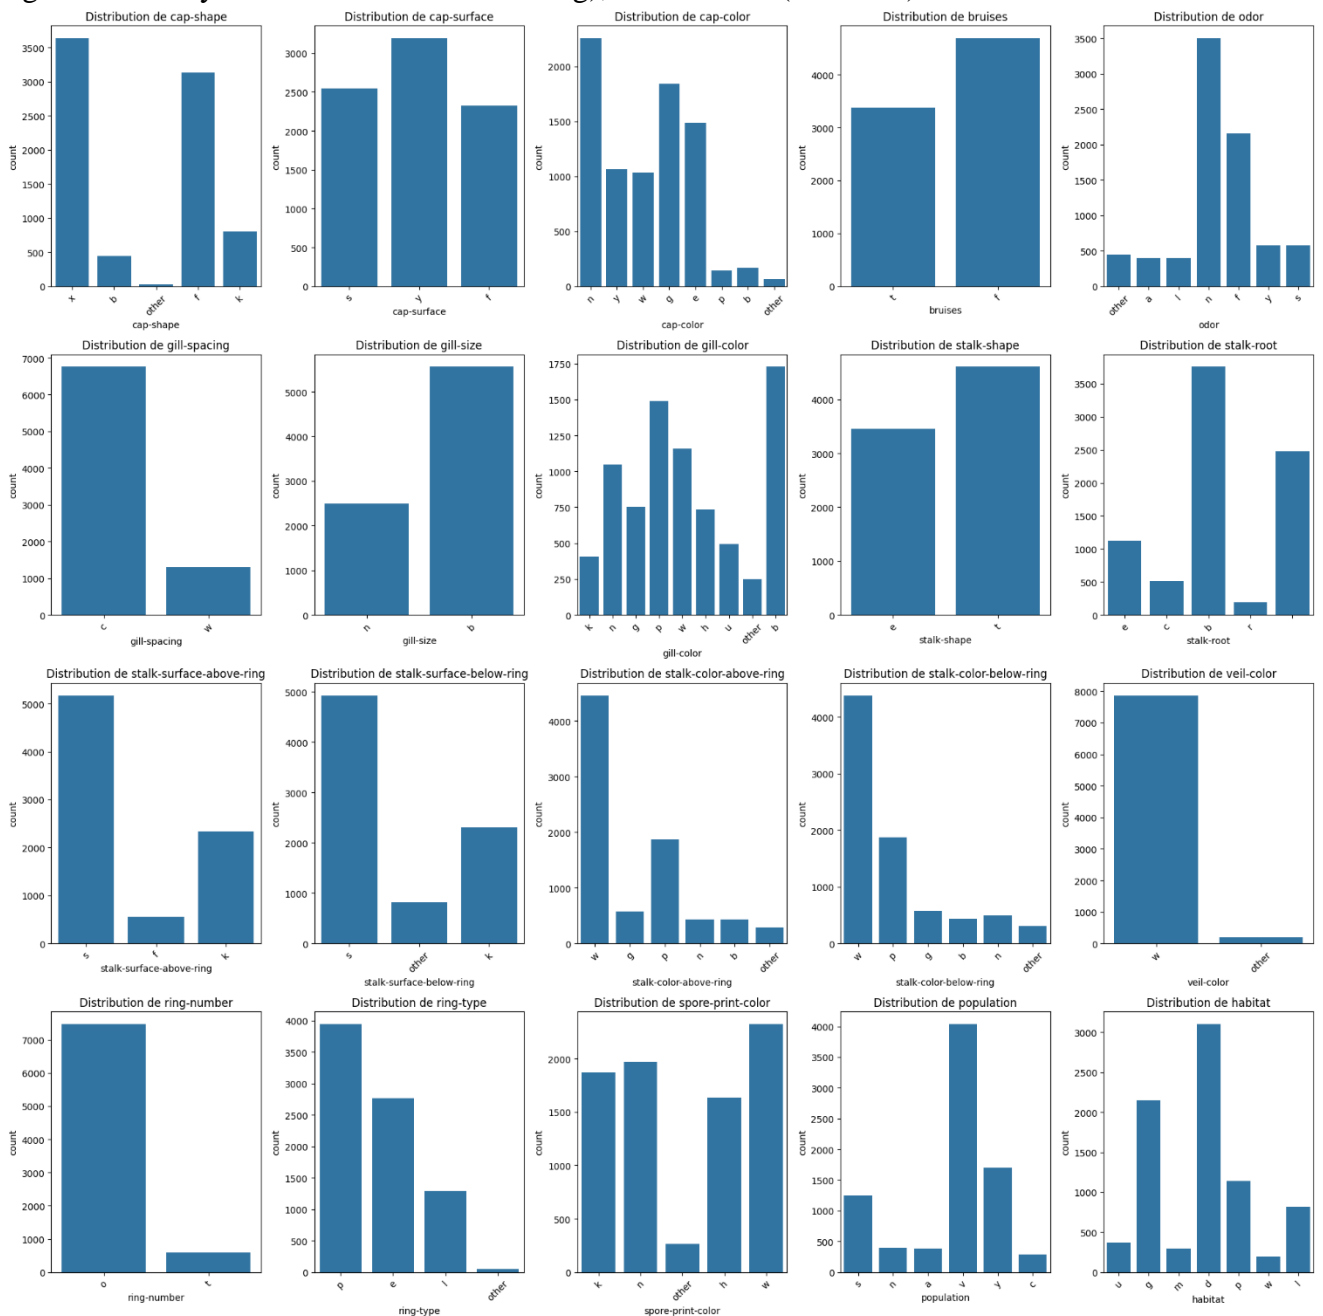 Distribution de cap-shape
count
3500
3000
2500
2000
1500
1000
500
0
x b other f k
cap-shape
Distribution de cap-surface
count
3000
2500
2000
1500
1000
500
0
s y f
cap-surface
Distribution de cap-color
count
2000
1500
1000
500
0
n y w g e p b other
cap-color
Distribution de bruises
count
4000
3000
2000
1000
0
t f
bruises
Distribution de odor
count
3500
3000
2500
2000
1500
1000
500
0
other a l n f y s
odor
Distribution de gill-spacing
count
7000
6000
5000
4000
3000
2000
1000
0
c w
gill-spacing
Distribution de gill-size
count
5000
4000
3000
2000
1000
0
n b
gill-size
Distribution de gill-color
count
1750
1500
1250
1000
750
500
250
0
k n g p w h u other b
gill-color
Distribution de stalk-shape
count
4000
3000
2000
1000
0
e t
stalk-shape
Distribution de stalk-root
count
3500
3000
2500
2000
1500
1000
500
0
e c b r
stalk-root
Distribution de stalk-surface-above-ring
count
5000
4000
3000
2000
1000
0
s f k
stalk-surface-above-ring
Distribution de stalk-surface-below-ring
count
5000
4000
3000
2000
1000
0
s other k
stalk-surface-below-ring
Distribution de stalk-color-above-ring
count
4000
3000
2000
1000
0
w g p n b other
stalk-color-above-ring
Distribution de stalk-color-below-ring
count
4000
3000
2000
1000
0
w p g b n other
stalk-color-below-ring
Distribution de veil-color
count
8000
7000
6000
5000
4000
3000
2000
1000
0
w other
veil-color
Distribution de ring-number
count
7000
6000
5000
4000
3000
2000
1000
0
o t
ring-number
Distribution de ring-type
count
4000
3500
3000
2500
2000
1500
1000
500
0
p e l other
ring-type
Distribution de spore-print-color
count
2000
1500
1000
500
0
k n other h w
spore-print-color
Distribution de population
count
4000
3500
3000
2500
2000
1500
1000
500
0
s n a v y c
population
Distribution de habitat
count
3000
2500
2000
1500
1000
500
0
u g m d p w l
habitat